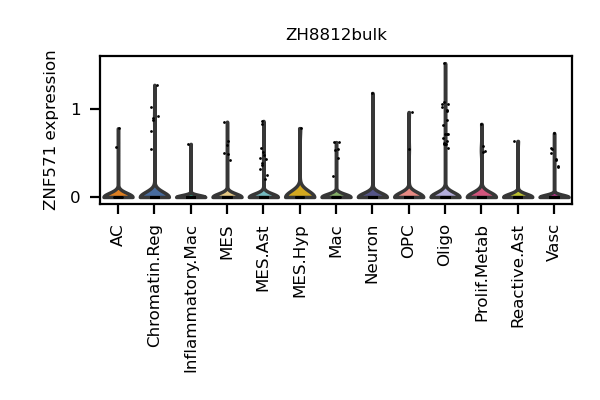 ZH8812bulk
ZNF571 expression
1
0
AC
Chromatin.Reg
Inflammatory.Mac
MES
MES.Ast
MES.Hyp
Mac
Neuron
OPC
Oligo
Prolif.Metab
Reactive.Ast
Vasc